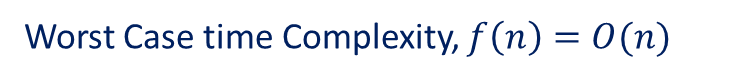 Worst Case time Complexity, f(n) = O(n)